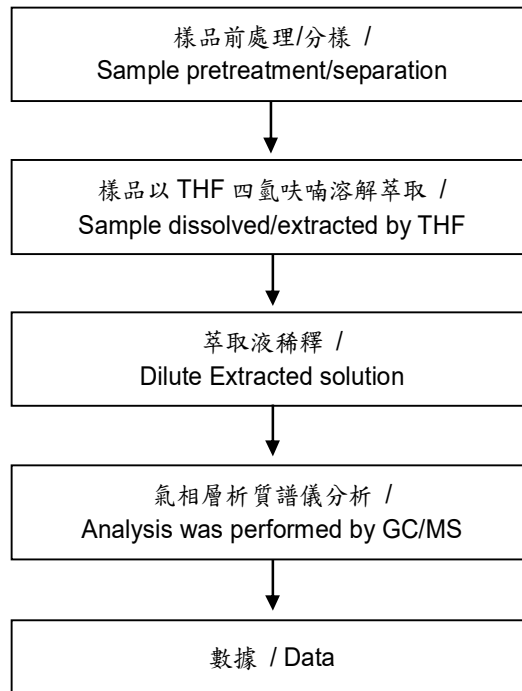 樣品前處理/分樣 /
Sample pretreatment/separation
樣品以 THF 四氫呋喃溶解萃取 /
Sample dissolved/extracted by THF
萃取液稀釋 /
Dilute Extracted solution
氣相層析質譜儀分析 /
Analysis was performed by GC/MS
數據 / Data